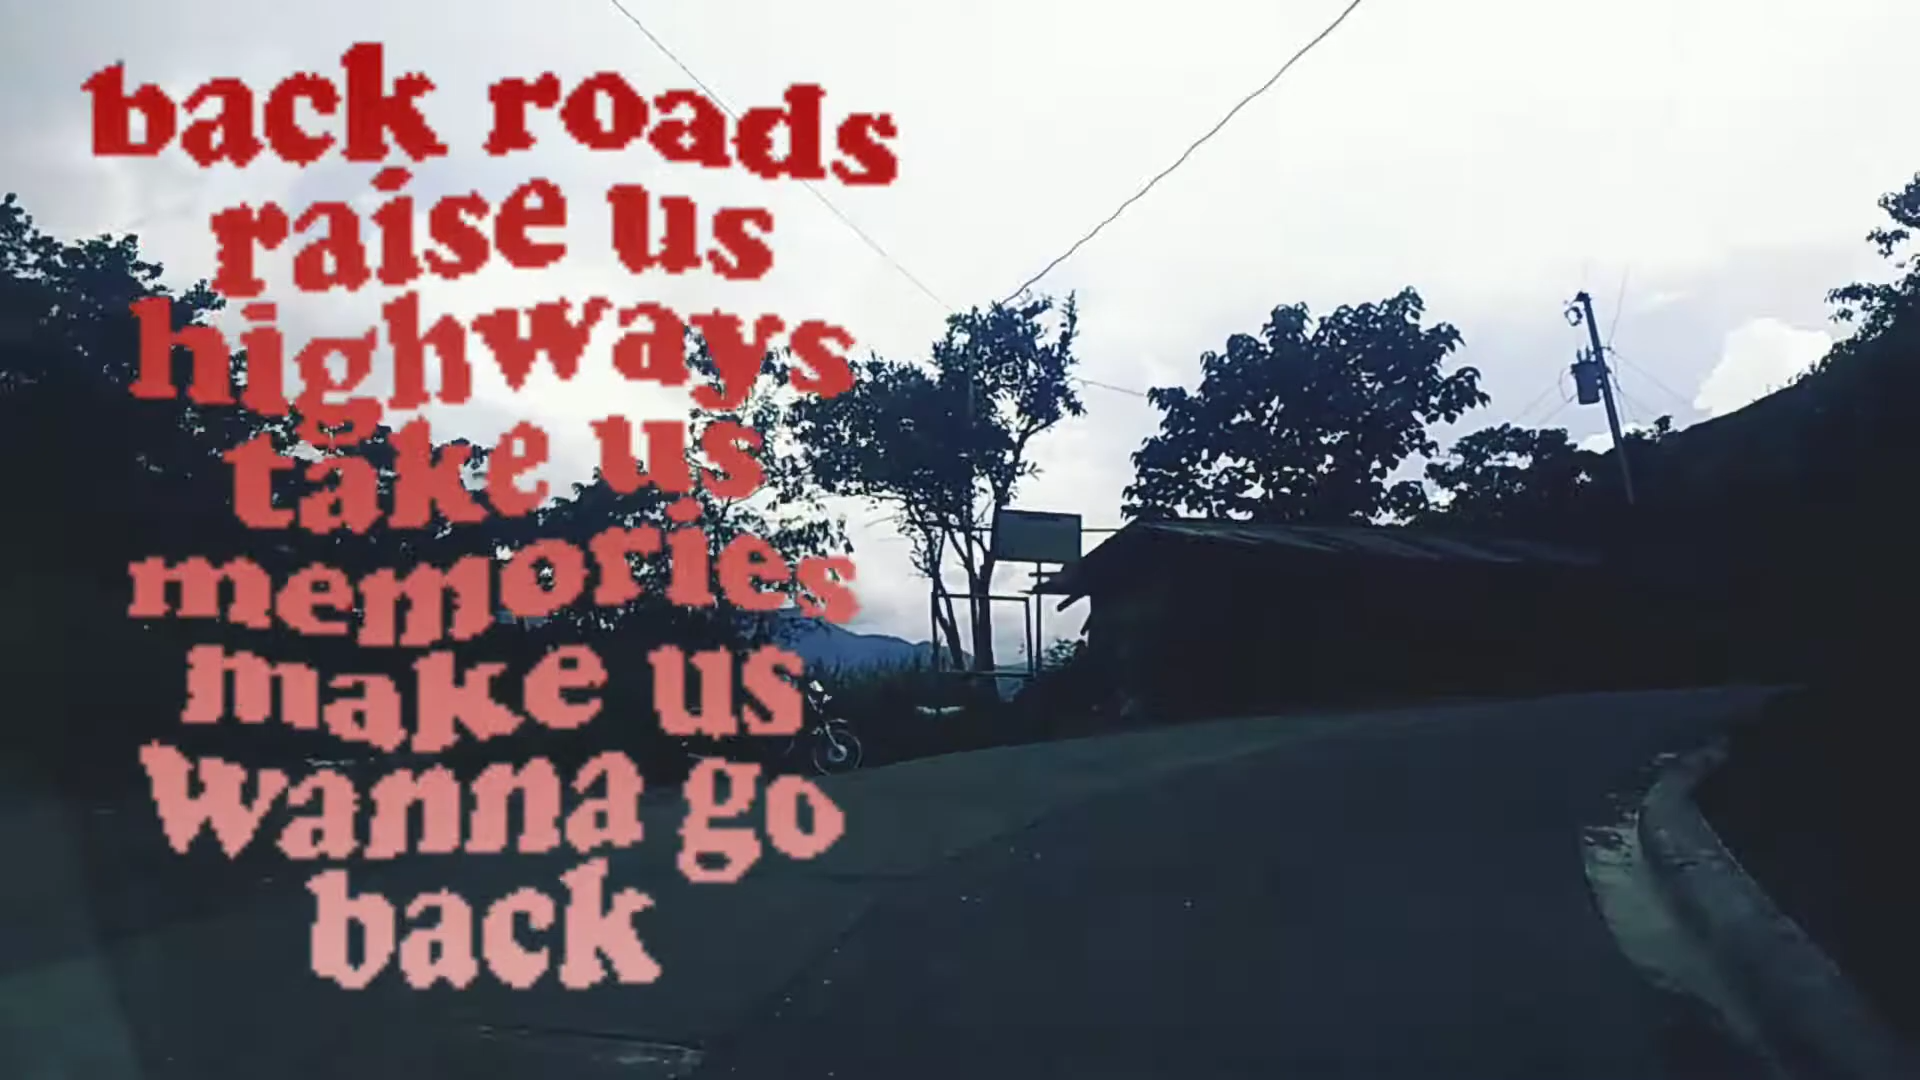 back roads
raise us
highways
take us
memories
make us
wanna go
back